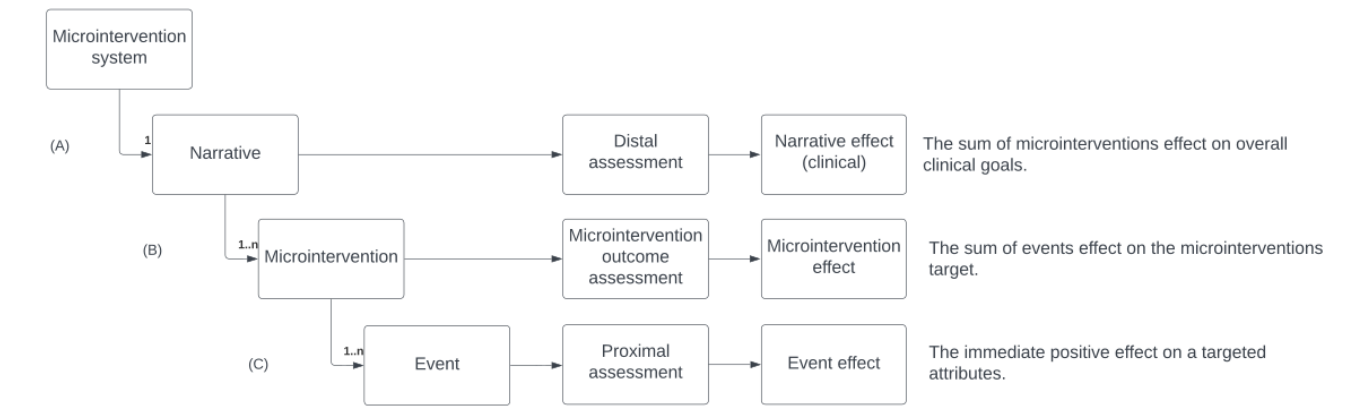 Microintervention
system
(A)
1
Narrative
Distal
assessment
Narrative effect
(clinical)
The sum of microinterventions effect on overall
clinical goals.
(B)
1..n
Microintervention
Microintervention
outcome
assessment
Microintervention
effect
The sum of events effect on the microinterventions
target.
(C)
1..n
Event
Proximal
assessment
Event effect
The immediate positive effect on a targeted
attributes.